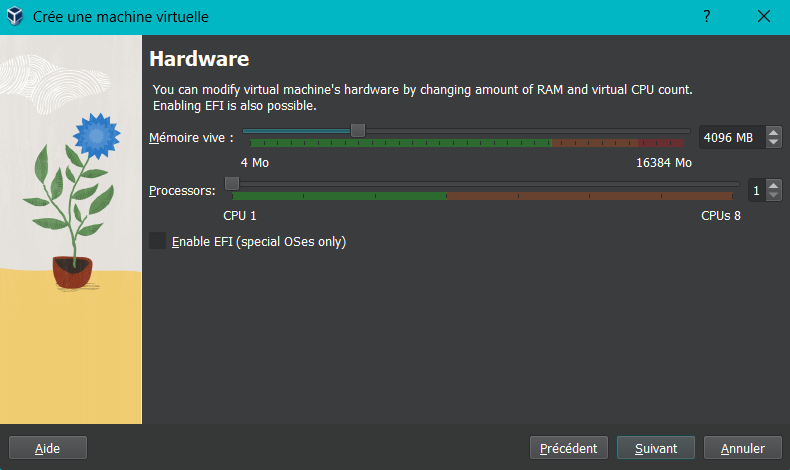 Crée une machine virtuelle
?
Hardware
You can modify virtual machine's hardware by changing amount of RAM and virtual CPU count.
Enabling EFI is also possible.
Mémoire vive : 4096 MB
4 Mo 16384 Mo
Processors: 1
CPU 1 CPUs 8
Enable EFI (special OSes only)
Aide Précédent Suivant Annuler